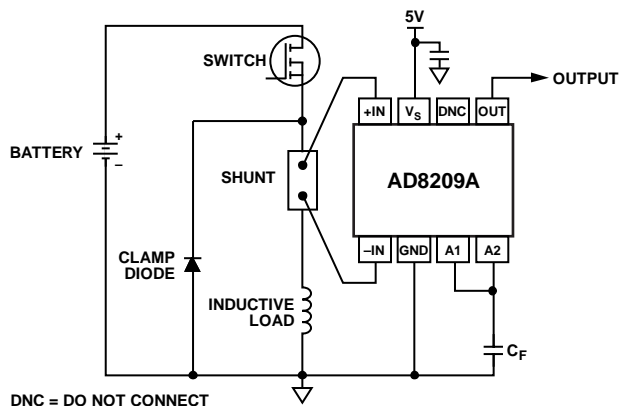 5V
SWITCH
OUTPUT
+IN
VS
DNC
OUT
BATTERY
+
–
SHUNT
AD8209A
CLAMP
DIODE
–IN
GND
A1
A2
INDUCTIVE
LOAD
CF
DNC = DO NOT CONNECT